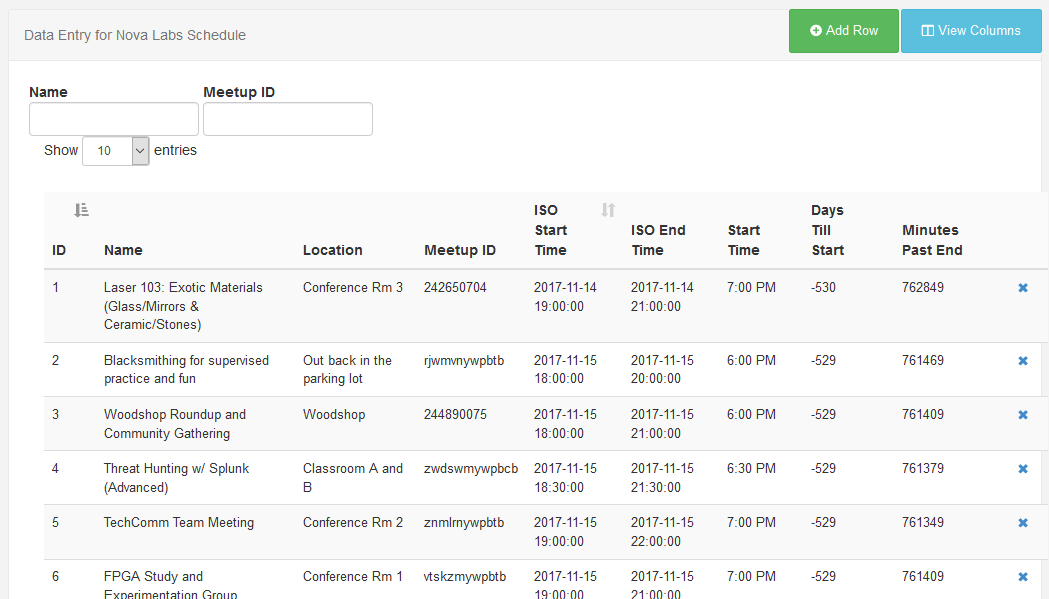 Data Entry for Nova Labs Schedule
Add Row
View Columns
Name Meetup ID
Show 10 entries
ID Name Location Meetup ID ISO Start Time ISO End Time Start Time Days Till Start Minutes Past End
1 Laser 103: Exotic Materials Conference Rm 3 242650704 2017-11-14 2017-11-14 7:00 PM -530 762849
(Glass/Mirrors & 19:00:00 21:00:00
Ceramic/Stones)
2 Blacksmithing for supervised Out back in the rjwmvnywpbtb 2017-11-15 2017-11-15 6:00 PM -529 761469
practice and fun parking lot 18:00:00 20:00:00
3 Woodshop Roundup and Woodshop 244890075 2017-11-15 2017-11-15 6:00 PM -529 761409
Community Gathering 18:00:00 21:00:00
4 Threat Hunting w/ Splunk Classroom A and zwdswmywpbcb 2017-11-15 2017-11-15 6:30 PM -529 761379
(Advanced) B 18:30:00 21:30:00
5 TechComm Team Meeting Conference Rm 2 znmlrnywpbtb 2017-11-15 2017-11-15 7:00 PM -529 761349
19:00:00 22:00:00
6 FPGA Study and Conference Rm 1 vtskzmywpbtb 2017-11-15 2017-11-15 7:00 PM -529 761409
Experimentation Group 19:00:00 21:00:00